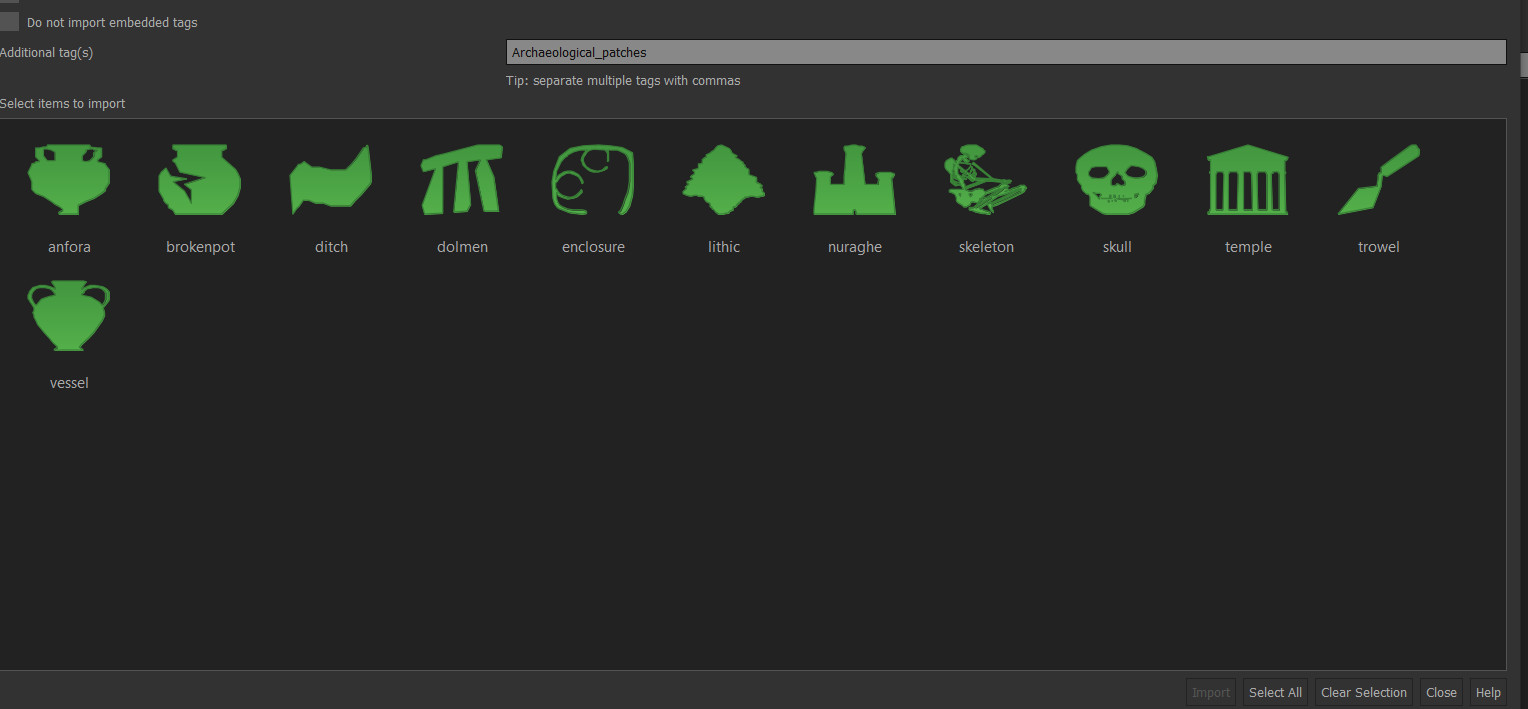 Do not import embedded tags
Additional tag(s)
Archaeological_patches
Tip: separate multiple tags with commas
Select items to import
anfora
brokenpot
ditch
dolmen
enclosure
lithic
nuraghe
skeleton
skull
temple
trowel
vessel
Import
Select All
Clear Selection
Close
Help